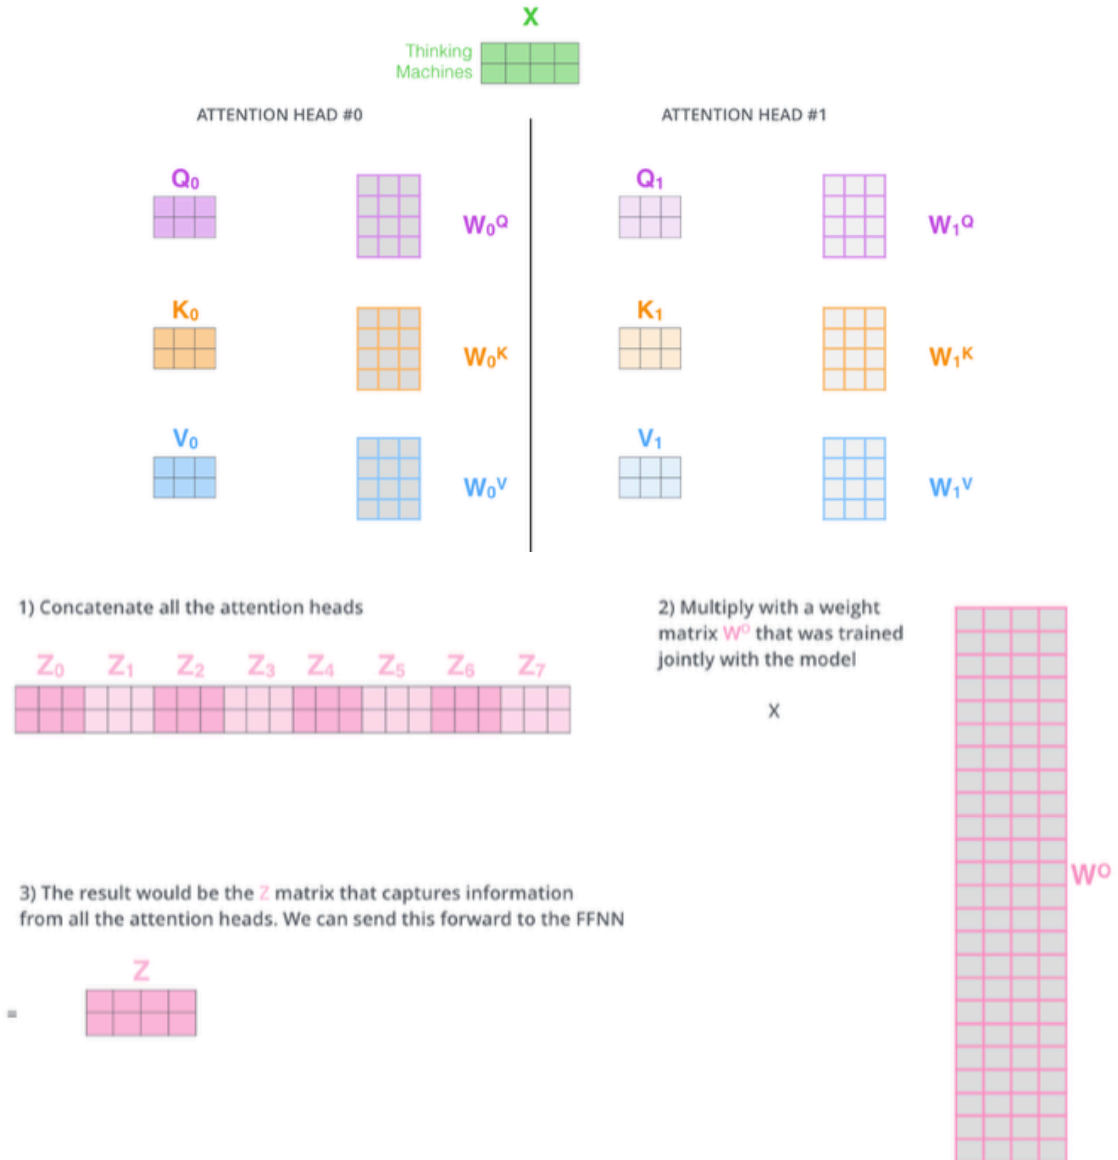 X
Thinking
Machines
ATTENTION HEAD #0
ATTENTION HEAD #1
Q₀
W₀Q
Q₁
W₁Q
K₀
W₀K
K₁
W₁K
V₀
W₀V
V₁
W₁V
1) Concatenate all the attention heads
Z₀ Z₁ Z₂ Z₃ Z₄ Z₅ Z₆ Z₇
2) Multiply with a weight
matrix Wᴼ that was trained
jointly with the model
X
Wᴼ
3) The result would be the Z matrix that captures information
from all the attention heads. We can send this forward to the FFNN
Z
=